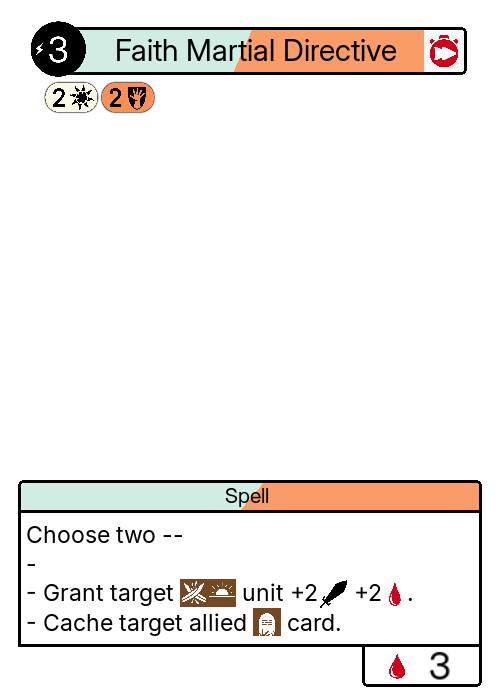 3 Faith Martial Directive
2 2
Spell
Choose two --
-
- Grant target unit +2 +2 .
- Cache target allied card.
3